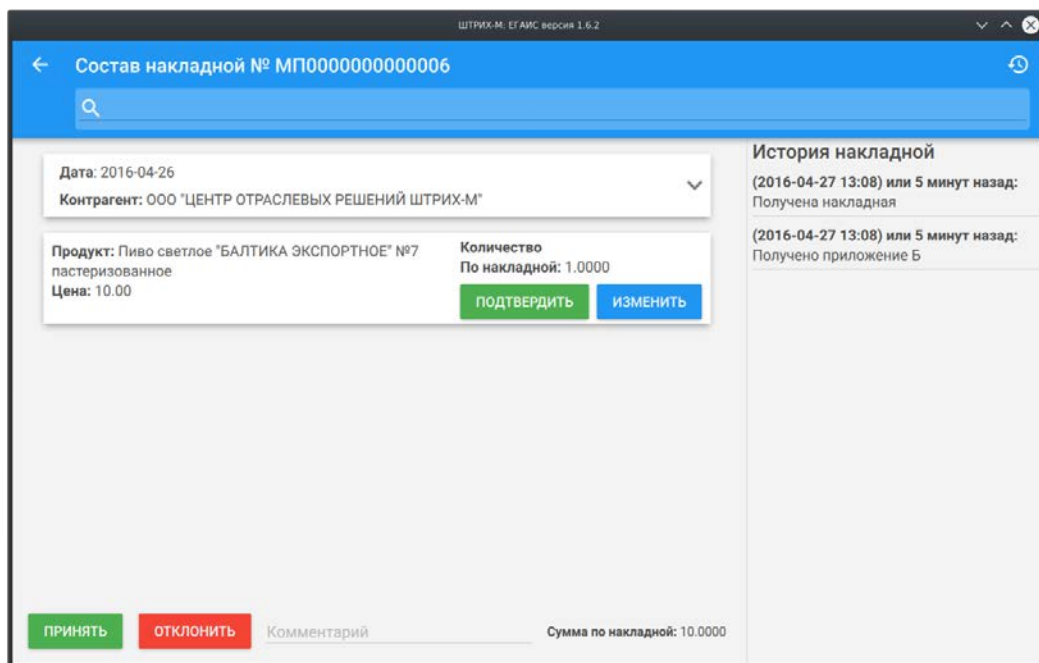 ШТРИХ-М: ЕГАИС версия 1.6.2
Состав накладной № МП0000000000006
Дата: 2016-04-26
Контрагент: ООО "ЦЕНТР ОТРАСЛЕВЫХ РЕШЕНИЙ ШТРИХ-М"
Продукт: Пиво светлое "БАЛТИКА ЭКСПОРТНОЕ" №7
пастеризованное
Цена: 10.00
Количество
По накладной: 1.0000
ПОДТВЕРДИТЬ ИЗМЕНИТЬ
История накладной
(2016-04-27 13:08) или 5 минут назад:
Получена накладная
(2016-04-27 13:08) или 5 минут назад:
Получено приложение Б
ПРИНЯТЬ ОТКЛОНИТЬ Комментарий Сумма по накладной: 10.0000